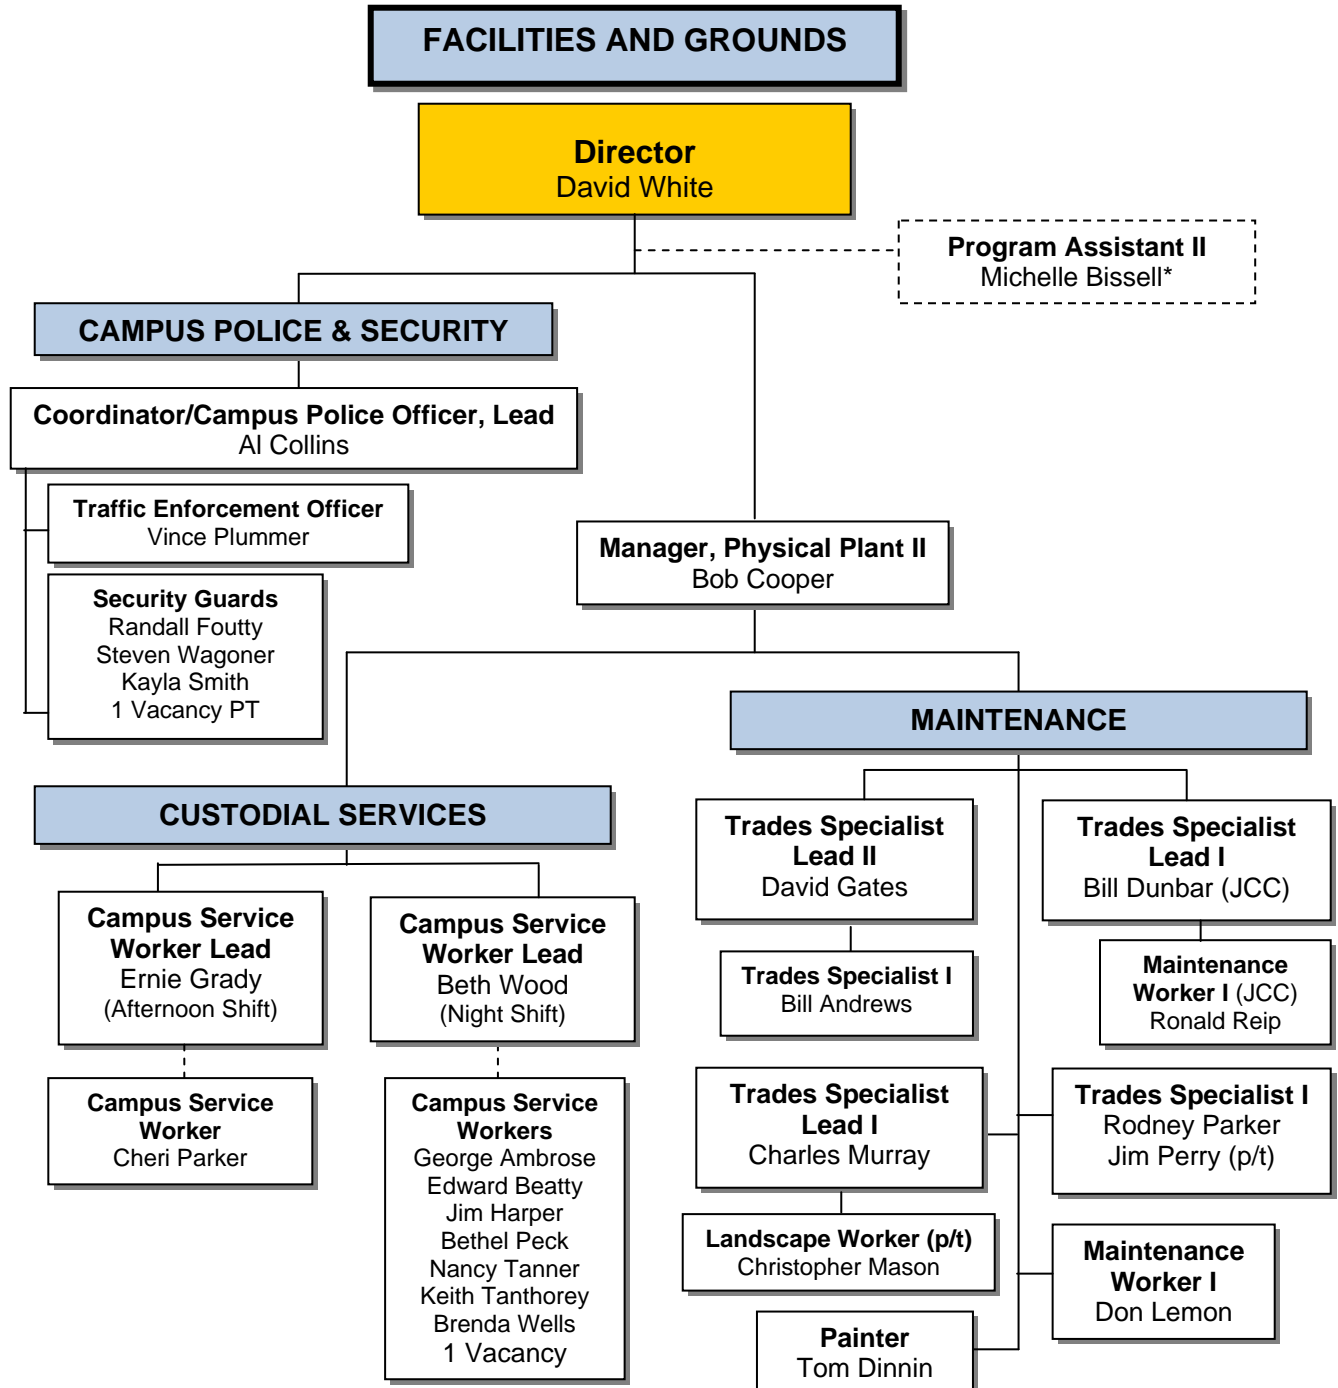 FACILITIES AND GROUNDS
Director
David White
Program Assistant II
Michelle Bissell*
CAMPUS POLICE & SECURITY
Coordinator/Campus Police Officer, Lead
Al Collins
Traffic Enforcement Officer
Vince Plummer
Security Guards
Randall Foutty
Steven Wagoner
Kayla Smith
1 Vacancy PT
Manager, Physical Plant II
Bob Cooper
CUSTODIAL SERVICES
Campus Service
Worker Lead
Ernie Grady
(Afternoon Shift)
Campus Service
Worker
Cheri Parker
Campus Service
Worker Lead
Beth Wood
(Night Shift)
Campus Service
Workers
George Ambrose
Edward Beatty
Jim Harper
Bethel Peck
Nancy Tanner
Keith Tanthorey
Brenda Wells
1 Vacancy
MAINTENANCE
Trades Specialist
Lead II
David Gates
Trades Specialist I
Bill Andrews
Trades Specialist
Lead I
Bill Dunbar (JCC)
Maintenance
Worker I (JCC)
Ronald Reip
Trades Specialist
Lead I
Charles Murray
Landscape Worker (p/t)
Christopher Mason
Trades Specialist I
Rodney Parker
Jim Perry (p/t)
Maintenance
Worker I
Don Lemon
Painter
Tom Dinnin